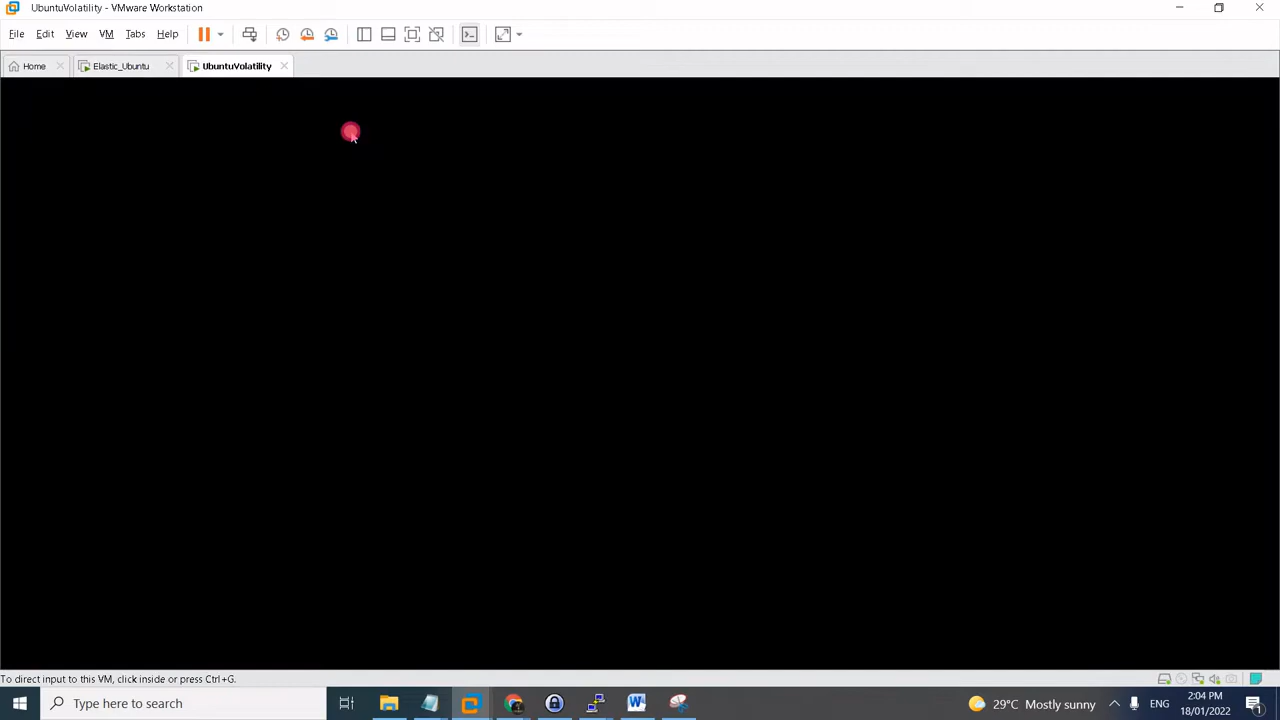 UbuntuVolatility - VMware Workstation
File Edit View VM Tabs Help
Home Elastic_Ubuntu UbuntuVolatility
To direct input to this VM, click inside or press Ctrl+G.
Type here to search
29°C Mostly sunny
ENG
2:04 PM
18/01/2022
1